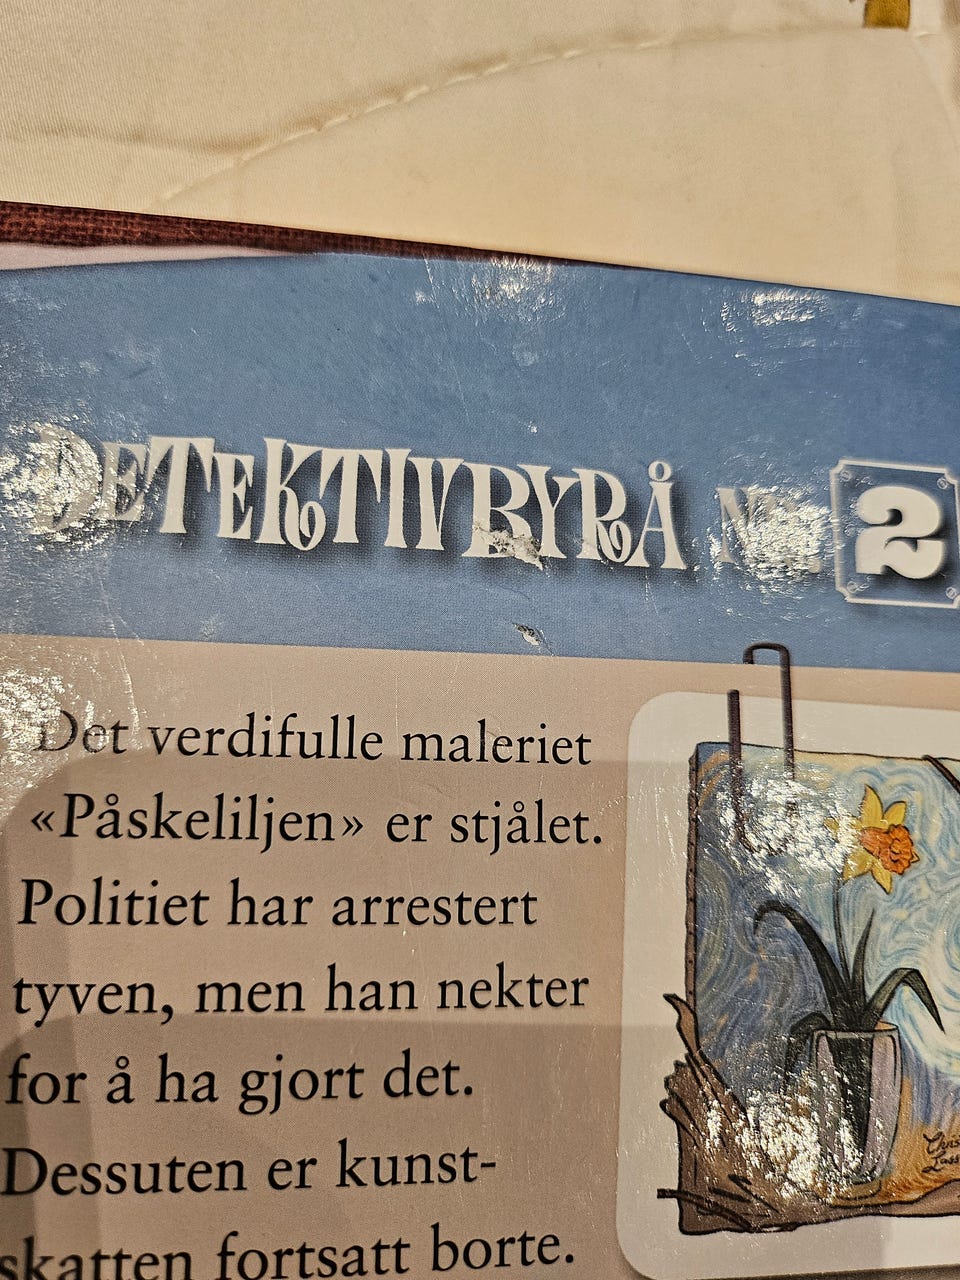 DETEKTIVBYRÅ Nr. 2
Det verdifulle maleriet
«Påskeliljen» er stjålet.
Politiet har arrestert
tyven, men han nekter
for å ha gjort det.
Dessuten er kunst-
skatten fortsatt borte.